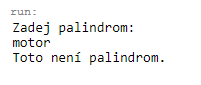 run:
Zadej palindrom:
motor
Toto není palindrom.